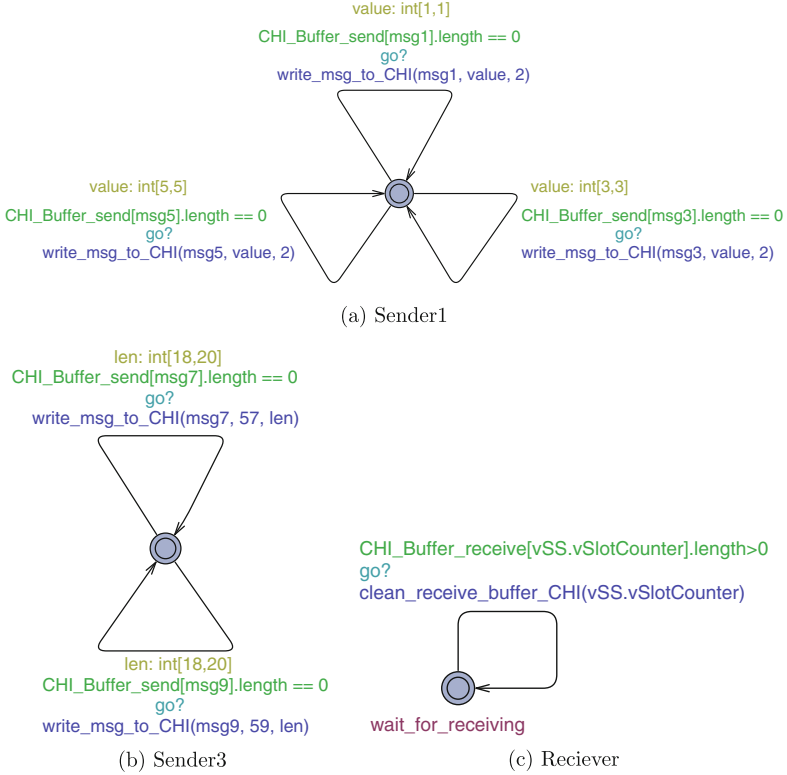 value: int[1,1]
CHI_Buffer_send[msg1].length == 0
go?
write_msg_to_CHI(msg1, value, 2)
value: int[5,5]
CHI_Buffer_send[msg5].length == 0
go?
write_msg_to_CHI(msg5, value, 2)
value: int[3,3]
CHI_Buffer_send[msg3].length == 0
go?
write_msg_to_CHI(msg3, value, 2)
(a) Sender1
len: int[18,20]
CHI_Buffer_send[msg7].length == 0
go?
write_msg_to_CHI(msg7, 57, len)
len: int[18,20]
CHI_Buffer_send[msg9].length == 0
go?
write_msg_to_CHI(msg9, 59, len)
(b) Sender3
CHI_Buffer_receive[vSS.vSlotCounter].length>0
go?
clean_receive_buffer_CHI(vSS.vSlotCounter)
wait_for_receiving
(c) Reciever